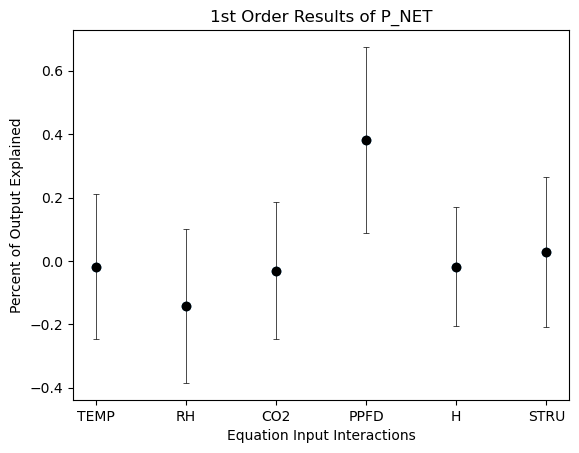 1st Order Results of P_NET
Percent of Output Explained
0.6
0.4
0.2
0.0
−0.2
−0.4
TEMP RH CO2 PPFD H STRU
Equation Input Interactions